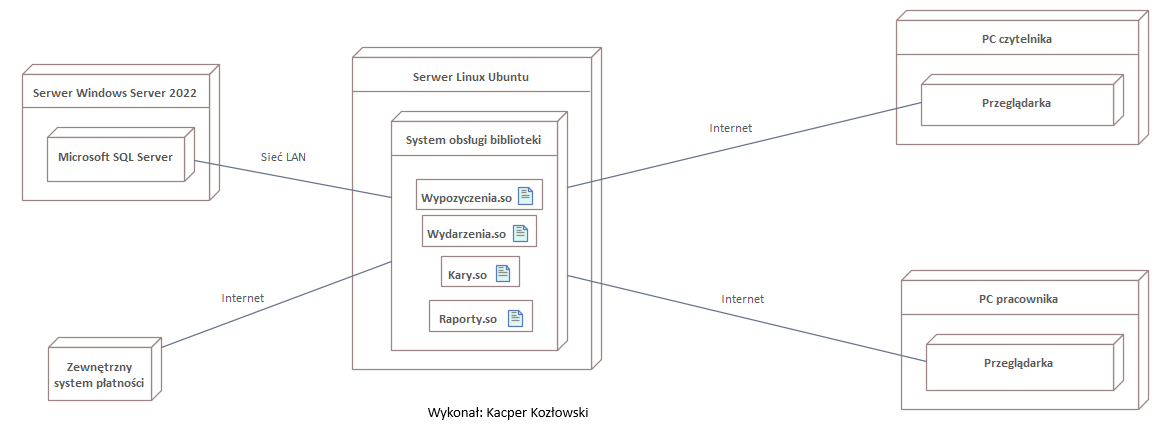 Serwer Windows Server 2022
Microsoft SQL Server
Sieć LAN
Internet
Zewnętrzny
system płatności
Serwer Linux Ubuntu
System obsługi biblioteki
Wypozyczenia.so
Wydarzenia.so
Kary.so
Raporty.so
Internet
Internet
PC czytelnika
Przeglądarka
PC pracownika
Przeglądarka
Wykonał: Kacper Kozłowski